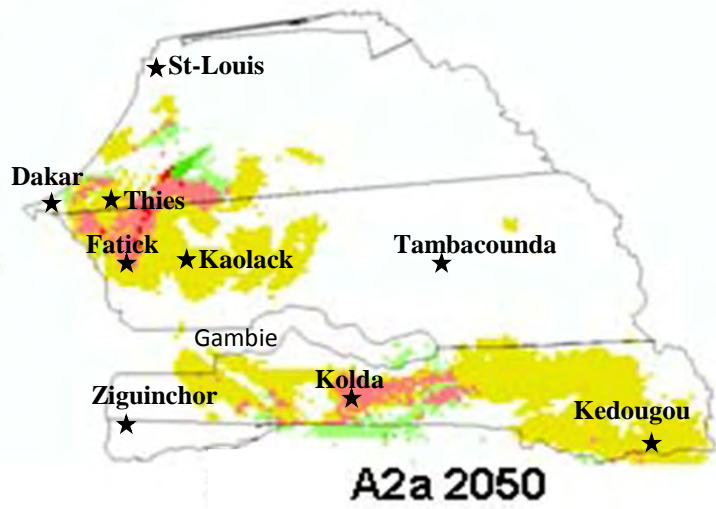 St-Louis
Dakar
Thies
Fatick
Kaolack
Tambacounda
Gambie
Kolda
Ziguinchor
Kedougou
A2a 2050